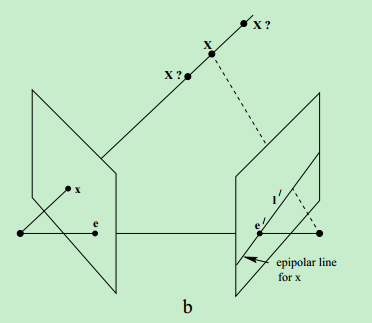 X ?
X
X ?
x
e
l /
e /
epipolar line
for x
b